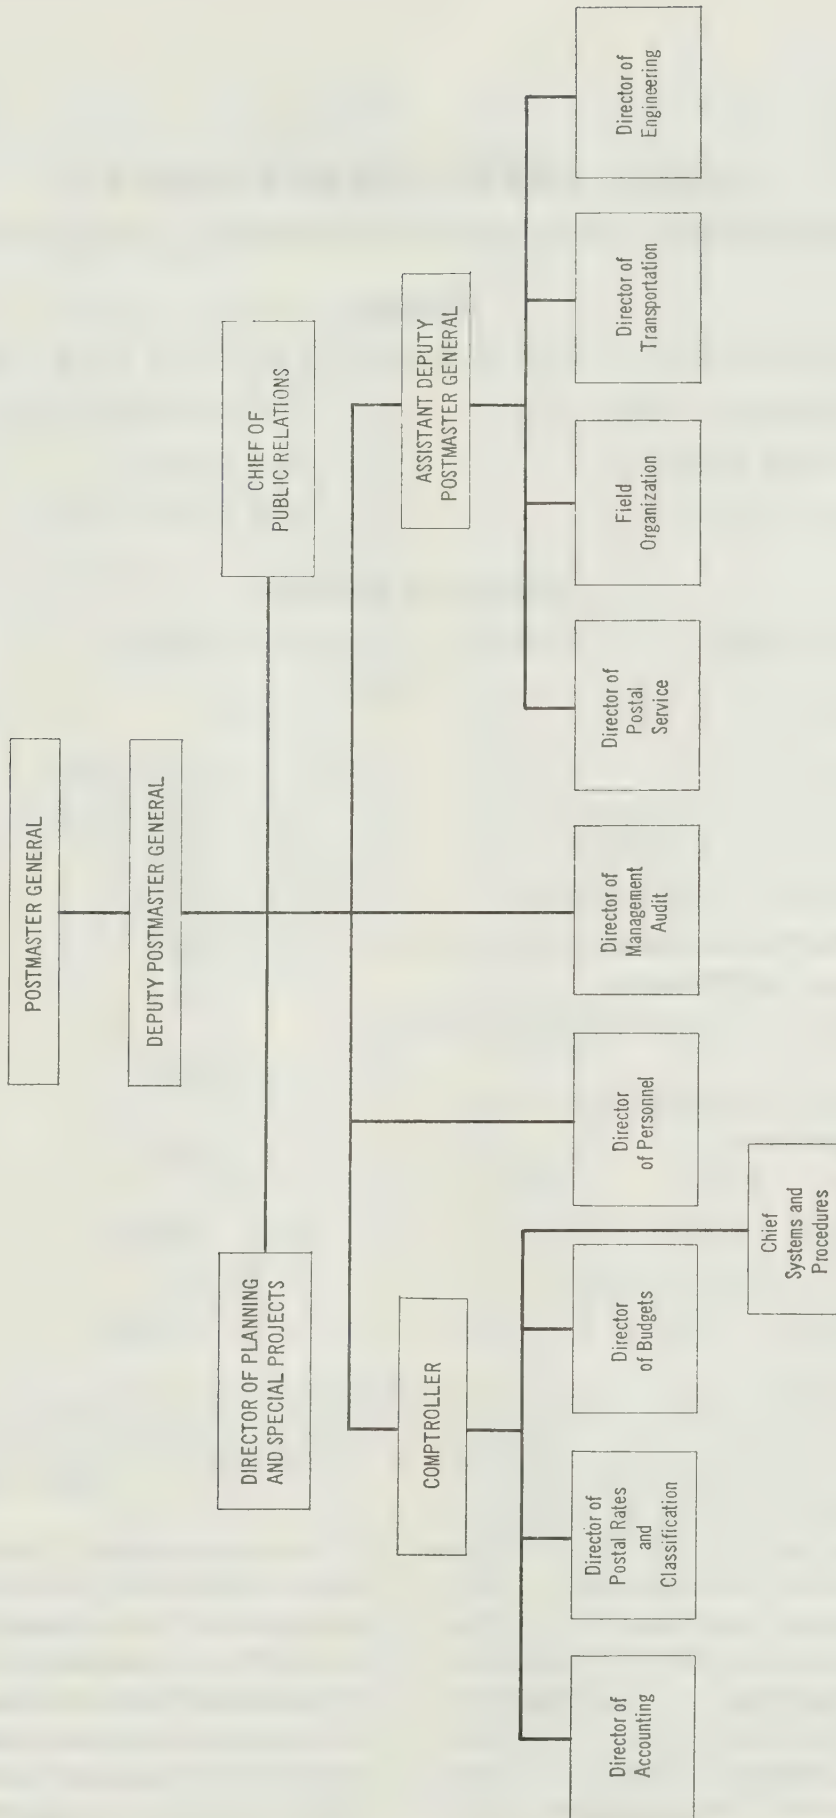 POSTMASTER GENERAL
DEPUTY POSTMASTER GENERAL
DIRECTOR OF PLANNING
AND SPECIAL PROJECTS
CHIEF OF
PUBLIC RELATIONS
COMPTROLLER
ASSISTANT DEPUTY
POSTMASTER GENERAL
Director of
Accounting
Director of
Postal Rates
and
Classification
Director
of Budgets
Director
of Personnel
Director of
Management
Audit
Director of
Postal
Service
Field
Organization
Director of
Transportation
Director of
Engineering
Chief
Systems and
Procedures